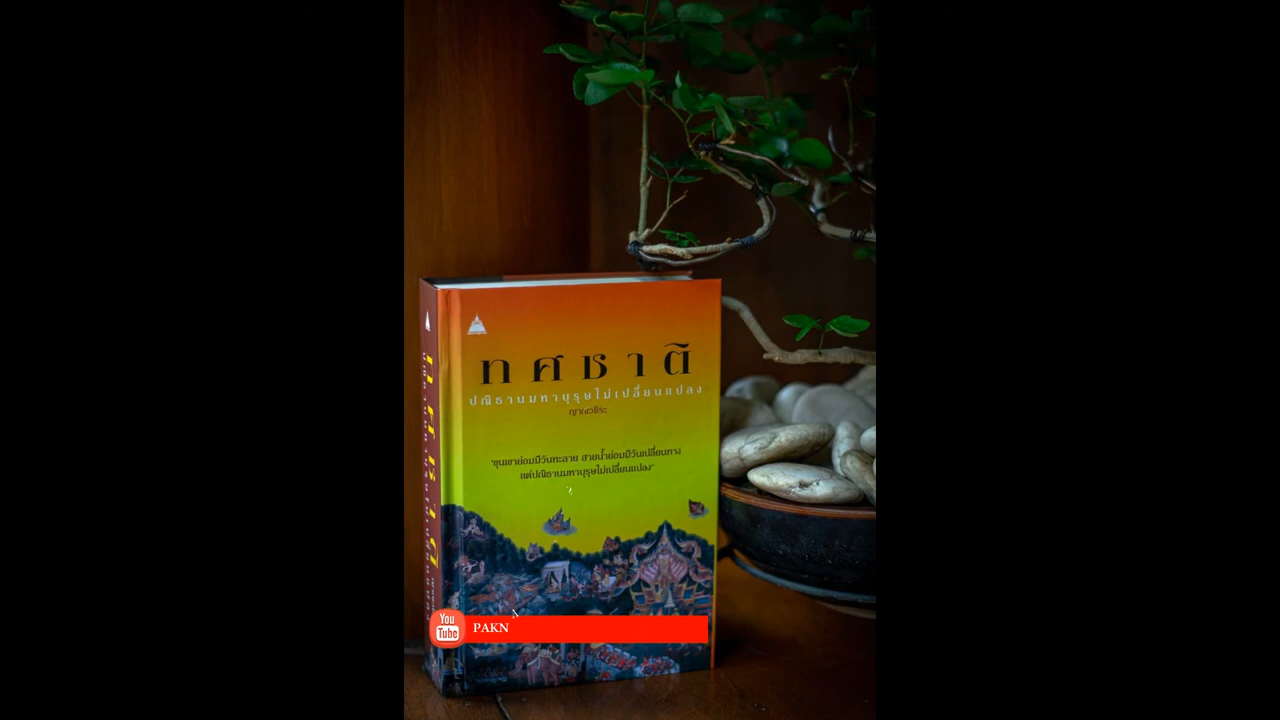 ทศชาติ
ปณิธานมหาบุรุษไม่เปลี่ยนแปลง
ญาณวชิระ
"ขุนเขาย่อมมีวันทะลาย สายน้ำย่อมมีวันเปลี่ยนทาง
แต่ปณิธานมหาบุรุษไม่เปลี่ยนแปลง"
ทศชาติ
You
Tube
PAKN